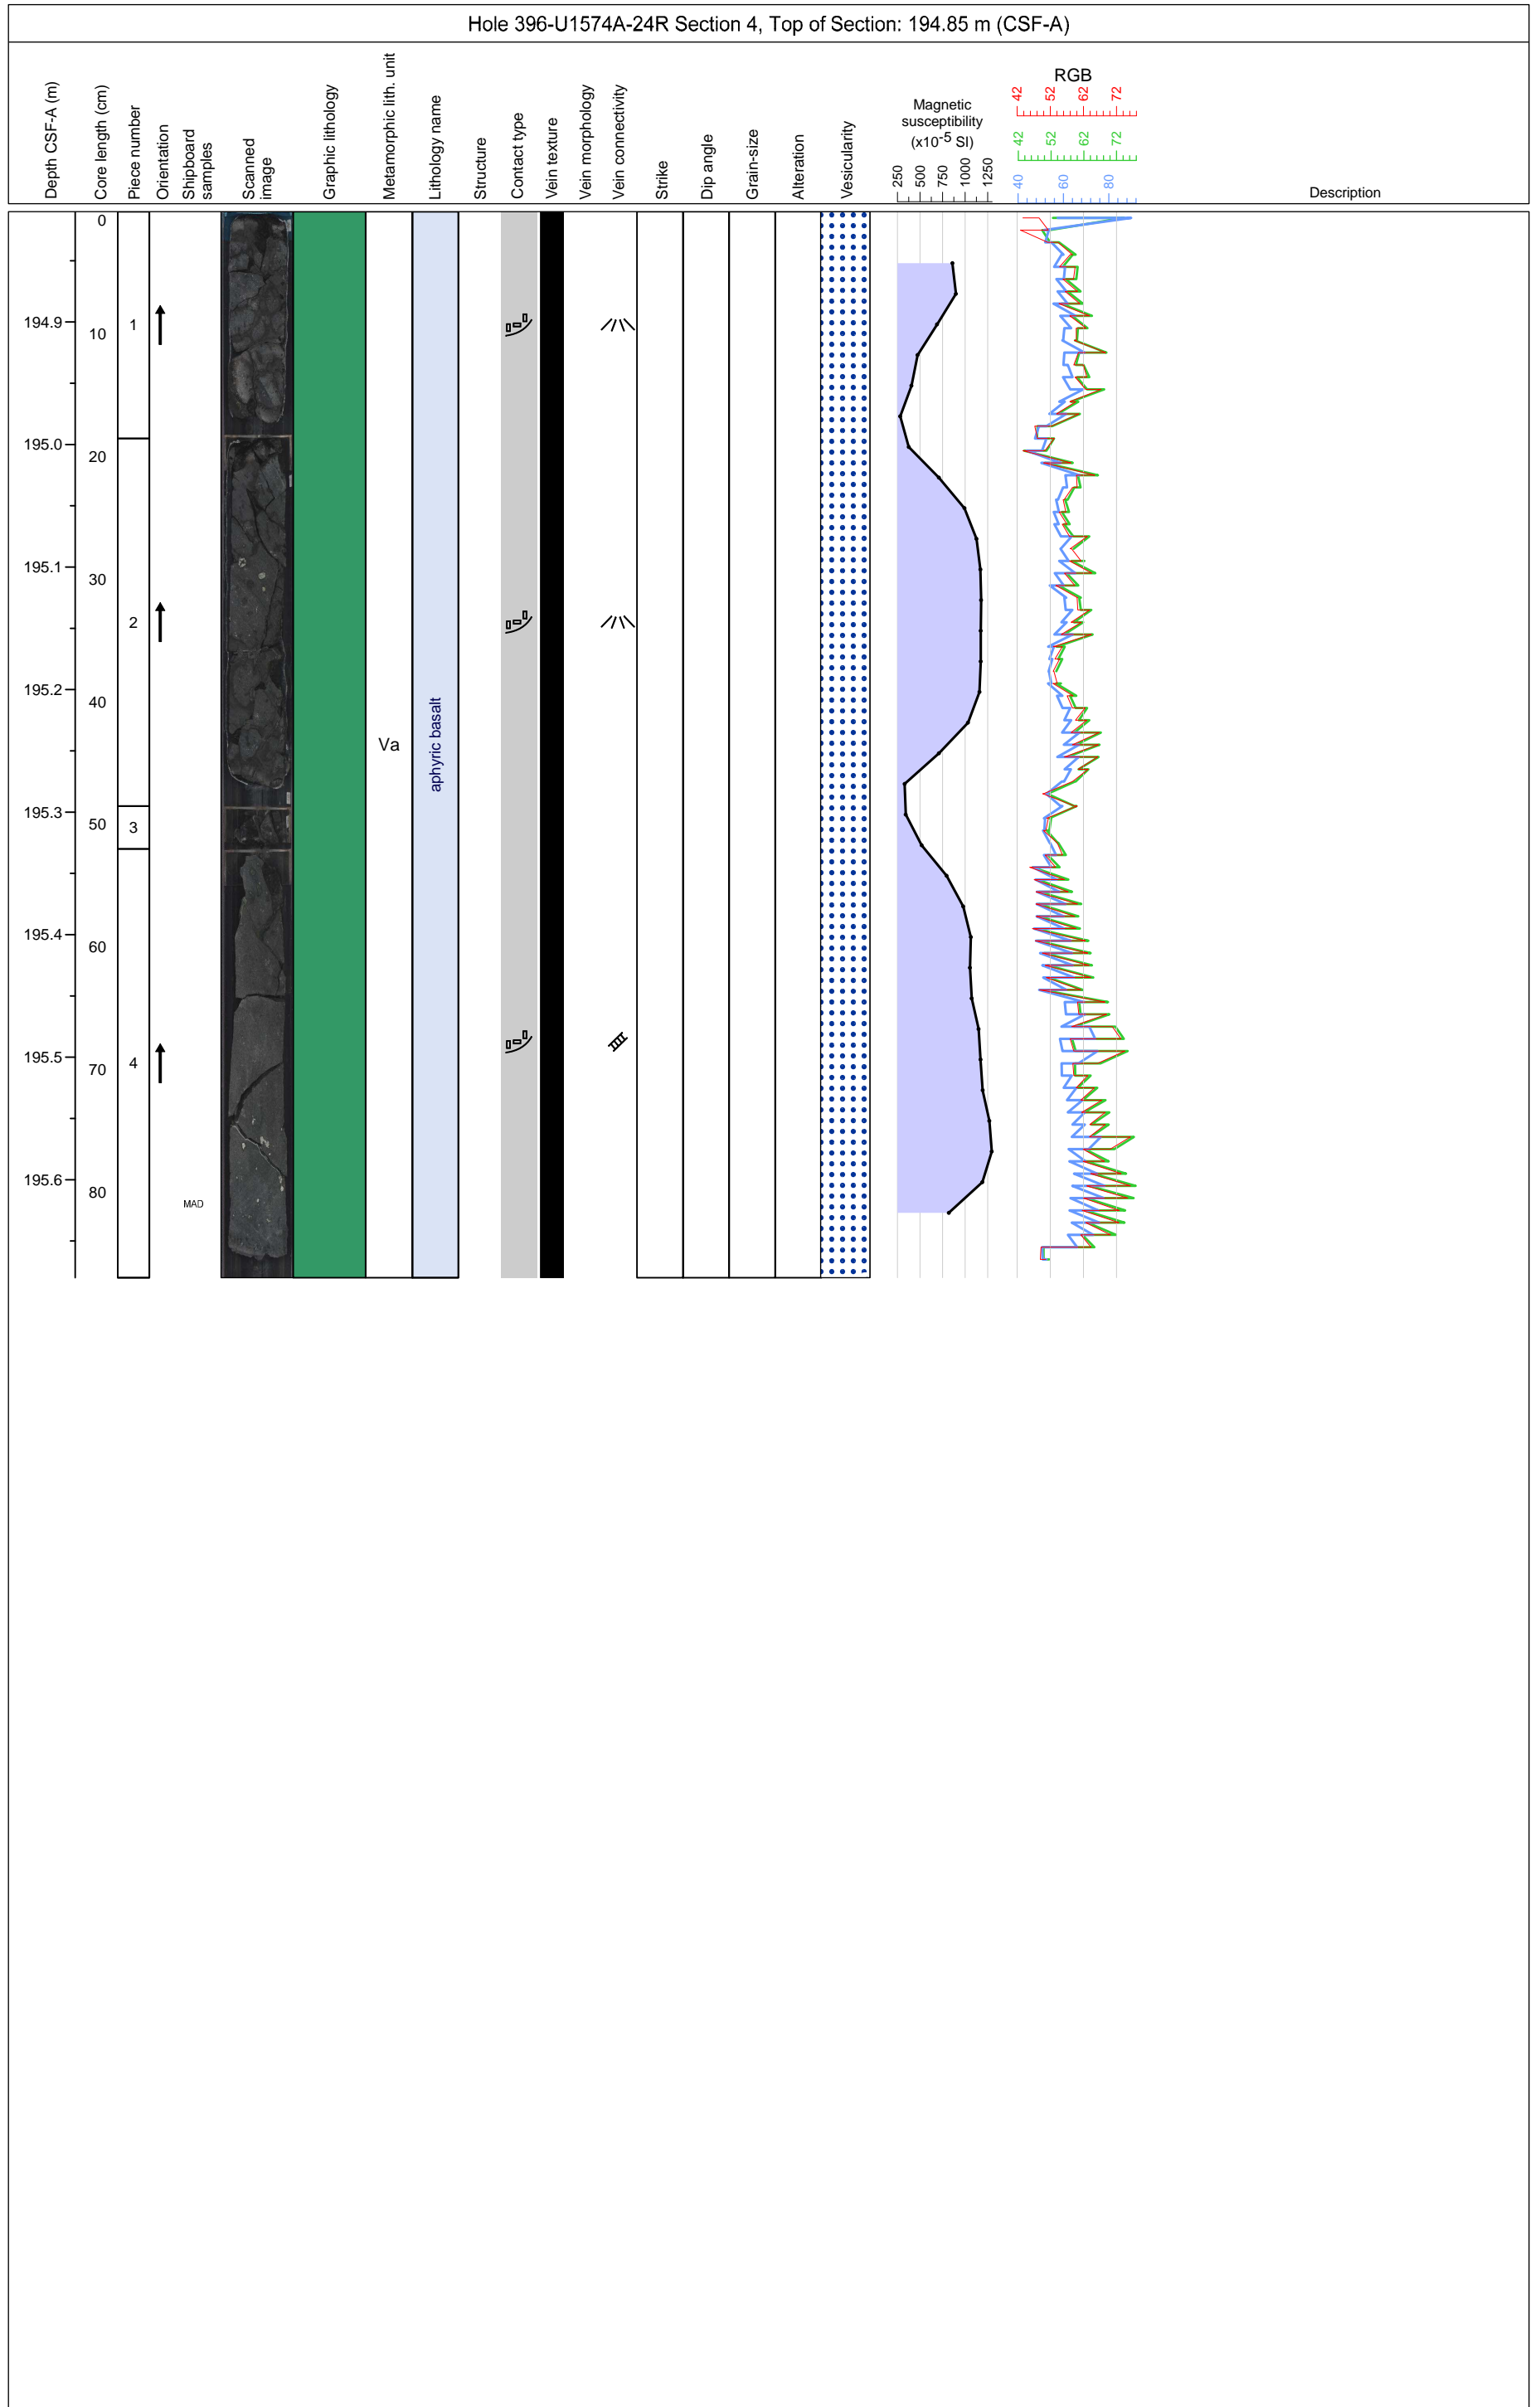 Hole 396-U1574A-24R Section 4, Top of Section: 194.85 m (CSF-A)
Depth CSF-A (m)
Core length (cm)
Piece number
Orientation
Shipboard
samples
Scanned
image
Graphic lithology
Metamorphic lith. unit
Lithology name
Structure
Contact type
Vein texture
Vein morphology
Vein connectivity
Strike
Dip angle
Grain-size
Alteration
Vesicularity
Magnetic
susceptibility
(x10-5 SI)
250 500 750 1000 1250
RGB
42 52 62 72
42 52 62 72
40 60 80
Description
0
194.9
10
1
195.0
20
195.1
30
2
195.2
40
aphyric basalt
Va
195.3
50
3
195.4
60
195.5
70
4
195.6
80
MAD